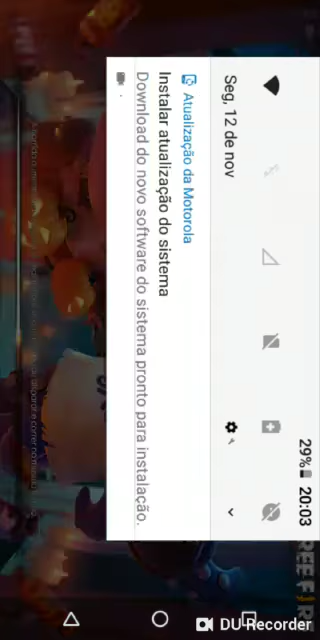 29% 20:03
Seg, 12 de nov
Atualização da Motorola
Instalar atualização do sistema
Download do novo software do sistema pronto para instalação.
DU Recorder